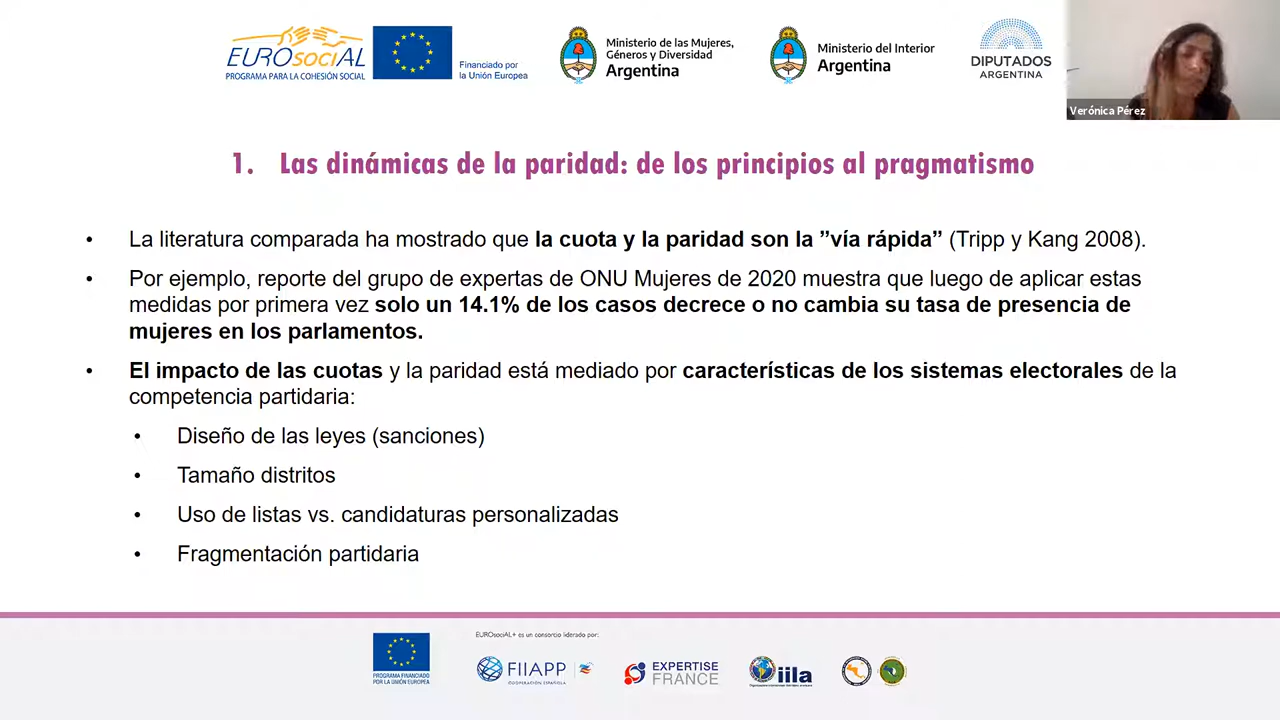 EUROsociAL
PROGRAMA PARA LA COHESIÓN SOCIAL
Financiado por
la Unión Europea
Ministerio de las Mujeres,
Géneros y Diversidad
Argentina
Ministerio del Interior
Argentina
DIPUTADOS
ARGENTINA
Verónica Pérez
1. Las dinámicas de la paridad: de los principios al pragmatismo
• La literatura comparada ha mostrado que la cuota y la paridad son la ”vía rápida” (Tripp y Kang 2008).
• Por ejemplo, reporte del grupo de expertas de ONU Mujeres de 2020 muestra que luego de aplicar estas
medidas por primera vez solo un 14.1% de los casos decrece o no cambia su tasa de presencia de
mujeres en los parlamentos.
• El impacto de las cuotas y la paridad está mediado por características de los sistemas electorales de la
competencia partidaria:
• Diseño de las leyes (sanciones)
• Tamaño distritos
• Uso de listas vs. candidaturas personalizadas
• Fragmentación partidaria
EUROsociAL+ es un consorcio liderado por:
PROGRAMA FINANCIADO
POR LA UNIÓN EUROPEA
FIIAPP
COOPERACIÓN ESPAÑOLA
EXPERTISE
FRANCE
iila